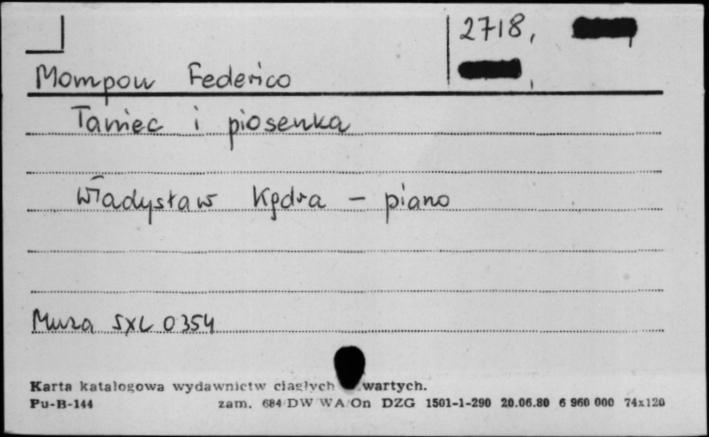 2718,
Mompou Federico
Taniec i piosenka
Władysław Kędra - piano
Muza SXL 0354
Karta katalogowa wydawnictw ciągłych wartych.
Pu-B-144 zam. 684/DW WA/On DZG 1501-1-290 20.06.80 6 960 000 74x120